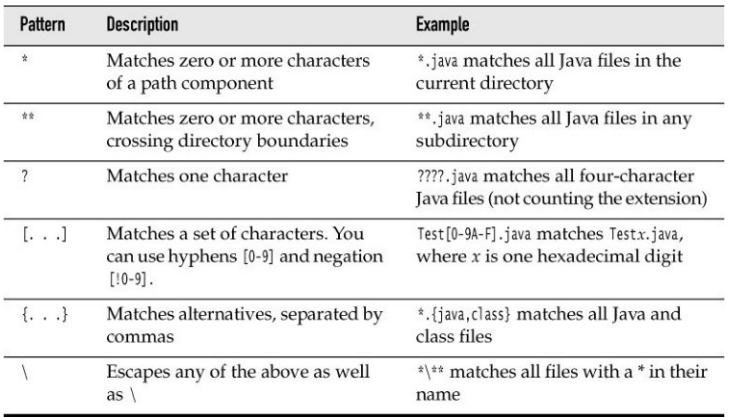 Pattern Description Example
* Matches zero or more characters *.java matches all Java files in the
of a path component current directory
** Matches zero or more characters, **.java matches all Java files in any
crossing directory boundaries subdirectory
? Matches one character ????.java matches all four-character
Java files (not counting the extension)
[. . .] Matches a set of characters. You Test[0-9A-F].java matches Testx.java,
can use hyphens [0-9] and negation where x is one hexadecimal digit
[!0-9].
{. . .} Matches alternatives, separated by *.{java,class} matches all Java and
commas class files
\ Escapes any of the above as well *\** matches all files with a * in their
as \ name